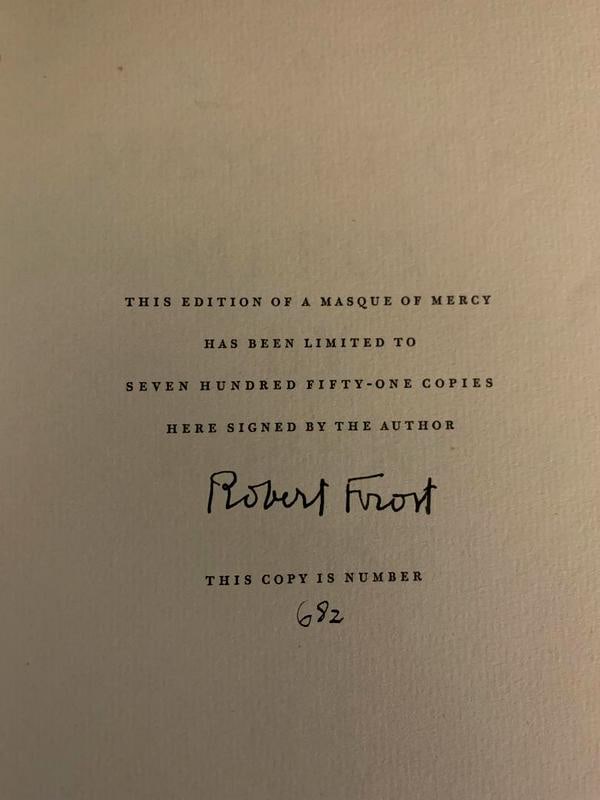 THIS EDITION OF A MASQUE OF MERCY
HAS BEEN LIMITED TO
SEVEN HUNDRED FIFTY-ONE COPIES
HERE SIGNED BY THE AUTHOR
Robert Frost
THIS COPY IS NUMBER
682